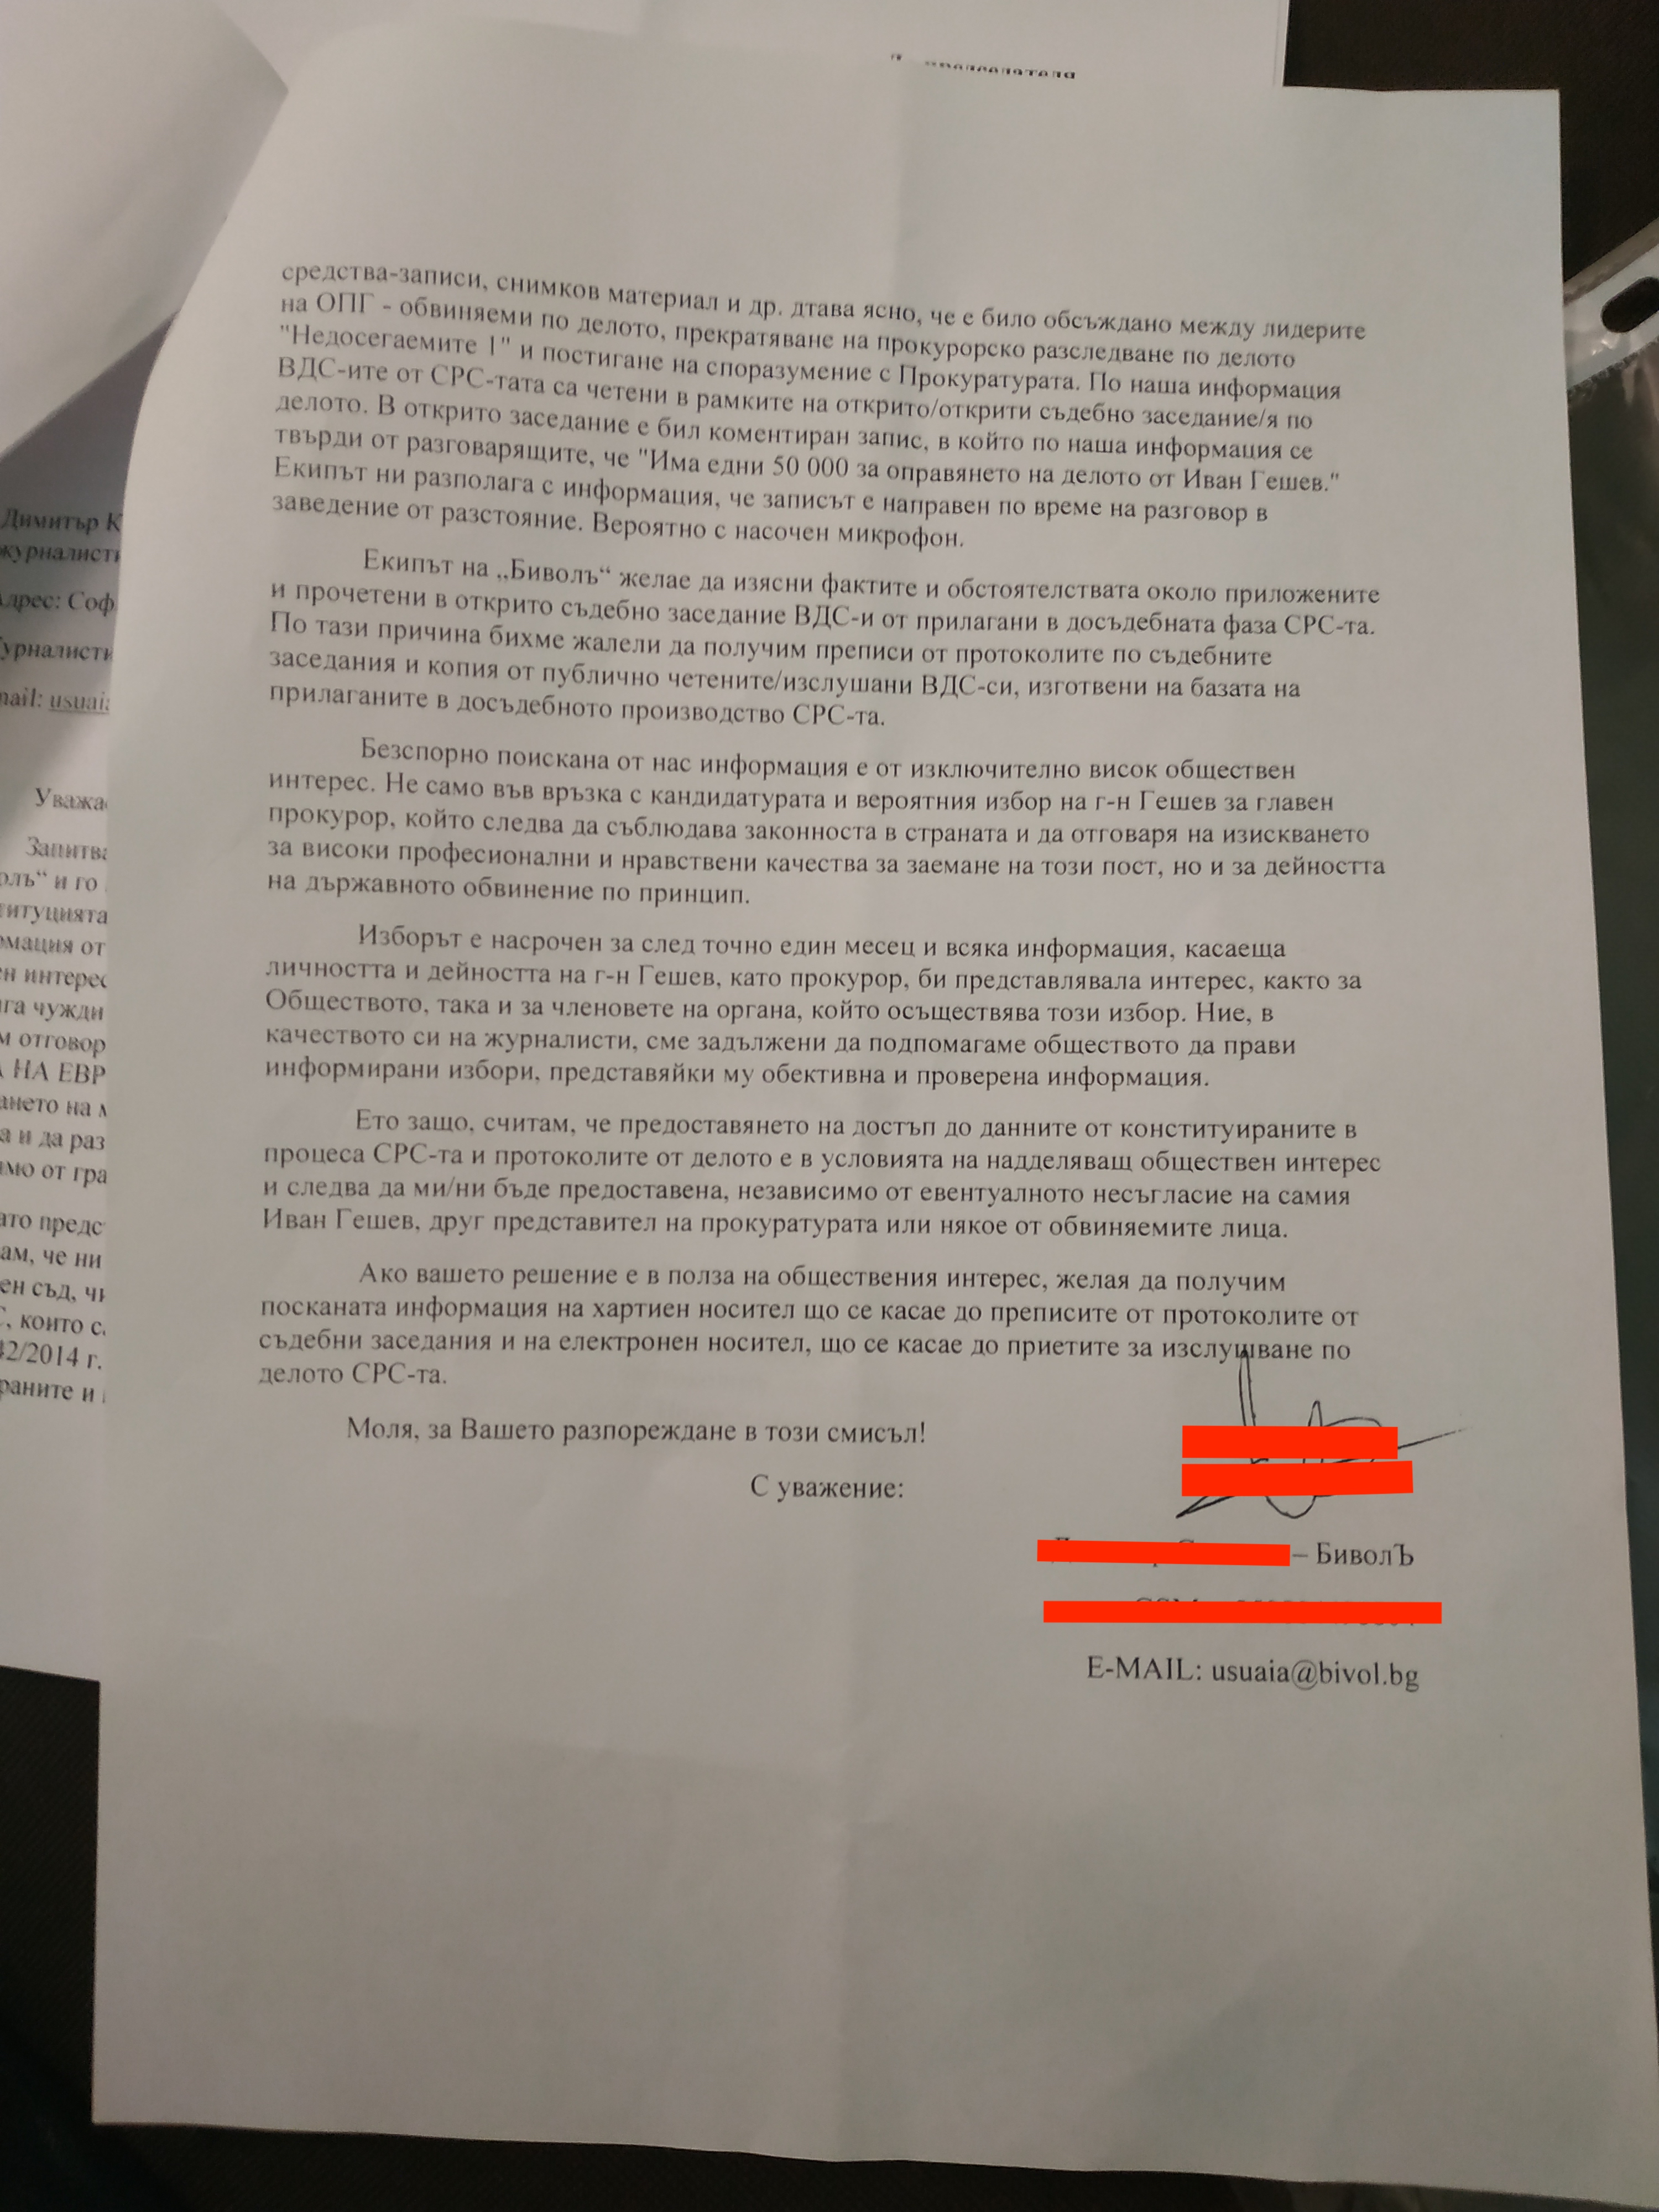 средства-записи, снимков материал и др. дтава ясно, че е било обсъждано между лидерите
на ОПГ - обвиняеми по делото, прекратяване на прокурорско разследване по делото
"Недосегаемите 1" и постигане на споразумение с Прокуратурата. По наша информация
ВДС-ите от СРС-тата са четени в рамките на открито/открити съдебно заседание/я по
делото. В открито заседание е бил коментиран запис, в който по наша информация се
твърди от разговарящите, че "Има едни 50 000 за оправянето на делото от Иван Гешев."
Екипът ни разполага с информация, че записът е направен по време на разговор в
заведение от разстояние. Вероятно с насочен микрофон.
Екипът на „Биволъ“ желае да изясни фактите и обстоятелствата около приложените
и прочетени в открито съдебно заседание ВДС-и от прилагани в досъдебната фаза СРС-та.
По тази причина бихме жалели да получим преписи от протоколите по съдебните
заседания и копия от публично четените/изслушани ВДС-си, изготвени на базата на
прилаганите в досъдебното производство СРС-та.
Безспорно поискана от нас информация е от изключително висок обществен
интерес. Не само във връзка с кандидатурата и вероятния избор на г-н Гешев за главен
прокурор, който следва да съблюдава законноста в страната и да отговаря на изискването
за високи професионални и нравствени качества за заемане на този пост, но и за дейността
на държавното обвинение по принцип.
Изборът е насрочен за след точно един месец и всяка информация, касаеща
личността и дейността на г-н Гешев, като прокурор, би представлявала интерес, както за
Обществото, така и за членовете на органа, който осъществява този избор. Ние, в
качеството си на журналисти, сме задължени да подпомагаме обществото да прави
информирани избори, представяйки му обективна и проверена информация.
Ето защо, считам, че предоставянето на достъп до данните от конституираните в
процеса СРС-та и протоколите от делото е в условията на надделяващ обществен интерес
и следва да ми/ни бъде предоставена, независимо от евентуалното несъгласие на самия
Иван Гешев, друг представител на прокуратурата или някое от обвиняемите лица.
Ако вашето решение е в полза на обществения интерес, желая да получим
посканата информация на хартиен носител що се касае до преписите от протоколите от
съдебни заседания и на електронен носител, що се касае до приетите за изслушване по
делото СРС-та.
Моля, за Вашето разпореждане в този смисъл!
С уважение:
– БиволЪ
E-MAIL: usuaia@bivol.bg
Димитър К
журналисти
Адрес: Соф
mail: usuaia
Уважа
Запитва
олъ“ и го
титуцията
рмация от
ен интерес
га чужди
м отговор
А НА ЕВР
ането на м
а и да раз
имо от гра
ато предс
ам, че ни
ен съд, чи
, които с
42/2014 г.
раните и